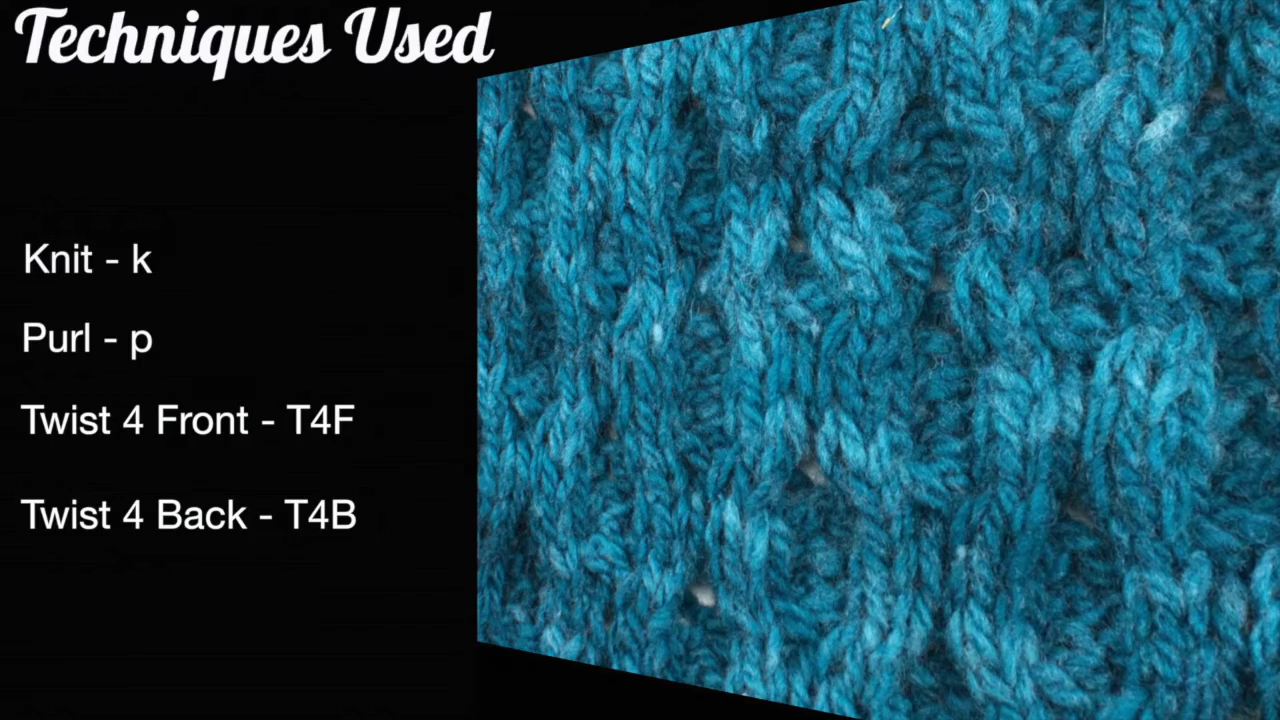 Techniques Used
Knit - k
Purl - p
Twist 4 Front - T4F
Twist 4 Back - T4B